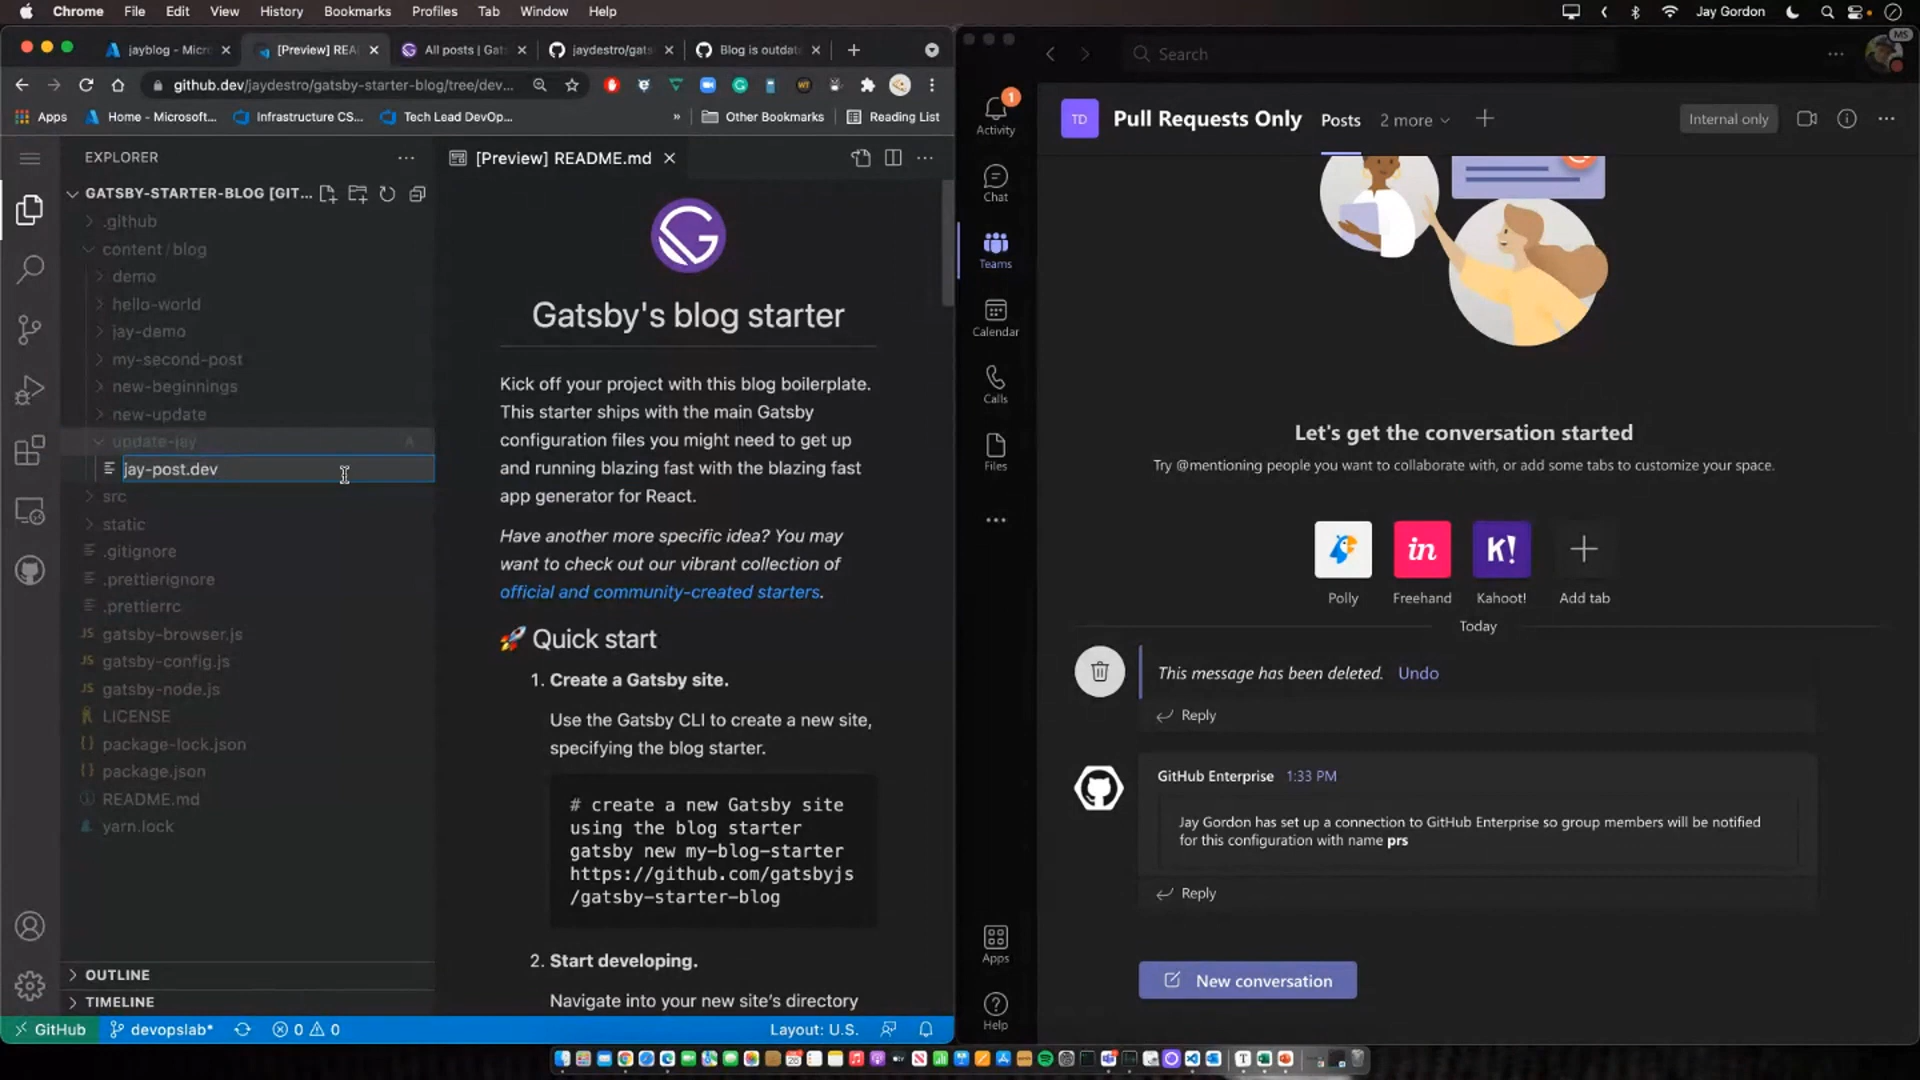 Chrome File Edit View History Bookmarks Profiles Tab Window Help
Jay Gordon
jayblog - Micr
[Preview] REA
All posts | Gats
jaydestro/gats
Blog is outdat
github.dev/jaydestro/gatsby-starter-blog/tree/dev...
Apps
Home - Microsoft...
Infrastructure CS...
Tech Lead DevOp...
»
Other Bookmarks
Reading List
EXPLORER
[Preview] README.md
GATSBY-STARTER-BLOG [GIT...
.github
content / blog
demo
hello-world
jay-demo
my-second-post
new-beginnings
new-update
update-jay A
jay-post.dev
src
static
.gitignore
.prettierignore
.prettierrc
JS gatsby-browser.js
JS gatsby-config.js
JS gatsby-node.js
LICENSE
{} package-lock.json
{} package.json
README.md
yarn.lock
OUTLINE
TIMELINE
GitHub
devopslab*
0 0
Layout: U.S.
Gatsby's blog starter
Kick off your project with this blog boilerplate.
This starter ships with the main Gatsby
configuration files you might need to get up
and running blazing fast with the blazing fast
app generator for React.
Have another more specific idea? You may
want to check out our vibrant collection of
official and community-created starters.
🚀 Quick start
1. Create a Gatsby site.
Use the Gatsby CLI to create a new site,
specifying the blog starter.
# create a new Gatsby site
using the blog starter
gatsby new my-blog-starter
https://github.com/gatsbyjs
/gatsby-starter-blog
2. Start developing.
Navigate into your new site's directory
Search
MS
Activity
1
Chat
Teams
Calendar
Calls
Files
Apps
Help
TD
Pull Requests Only
Posts
2 more
Internal only
Let's get the conversation started
Try @mentioning people you want to collaborate with, or add some tabs to customize your space.
in
K!
Polly
Freehand
Kahoot!
Add tab
Today
This message has been deleted. Undo
Reply
GitHub Enterprise 1:33 PM
Jay Gordon has set up a connection to GitHub Enterprise so group members will be notified
for this configuration with name prs
Reply
New conversation